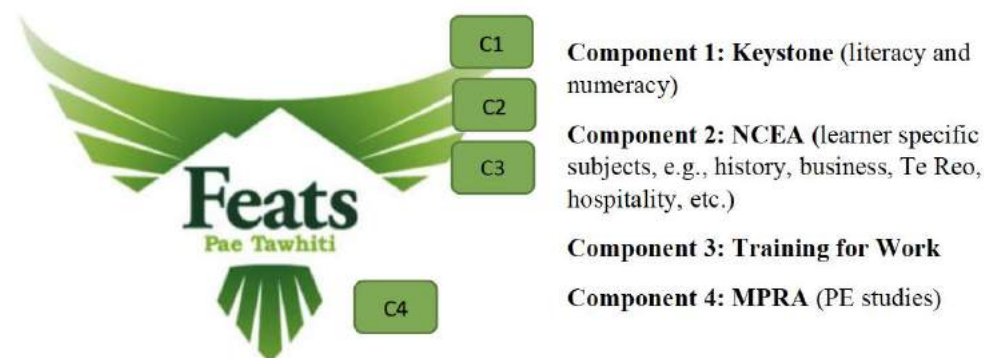 C1
C2
C3
C4
Feats
Pae Tawhiti
Component 1: Keystone (literacy and
numeracy)
Component 2: NCEA (learner specific
subjects, e.g., history, business, Te Reo,
hospitality, etc.)
Component 3: Training for Work
Component 4: MPRA (PE studies)